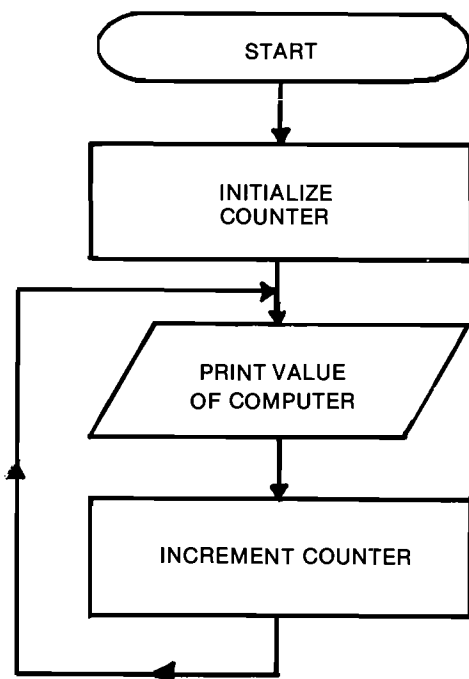 START
INITIALIZE
COUNTER
PRINT VALUE
OF COMPUTER
INCREMENT COUNTER